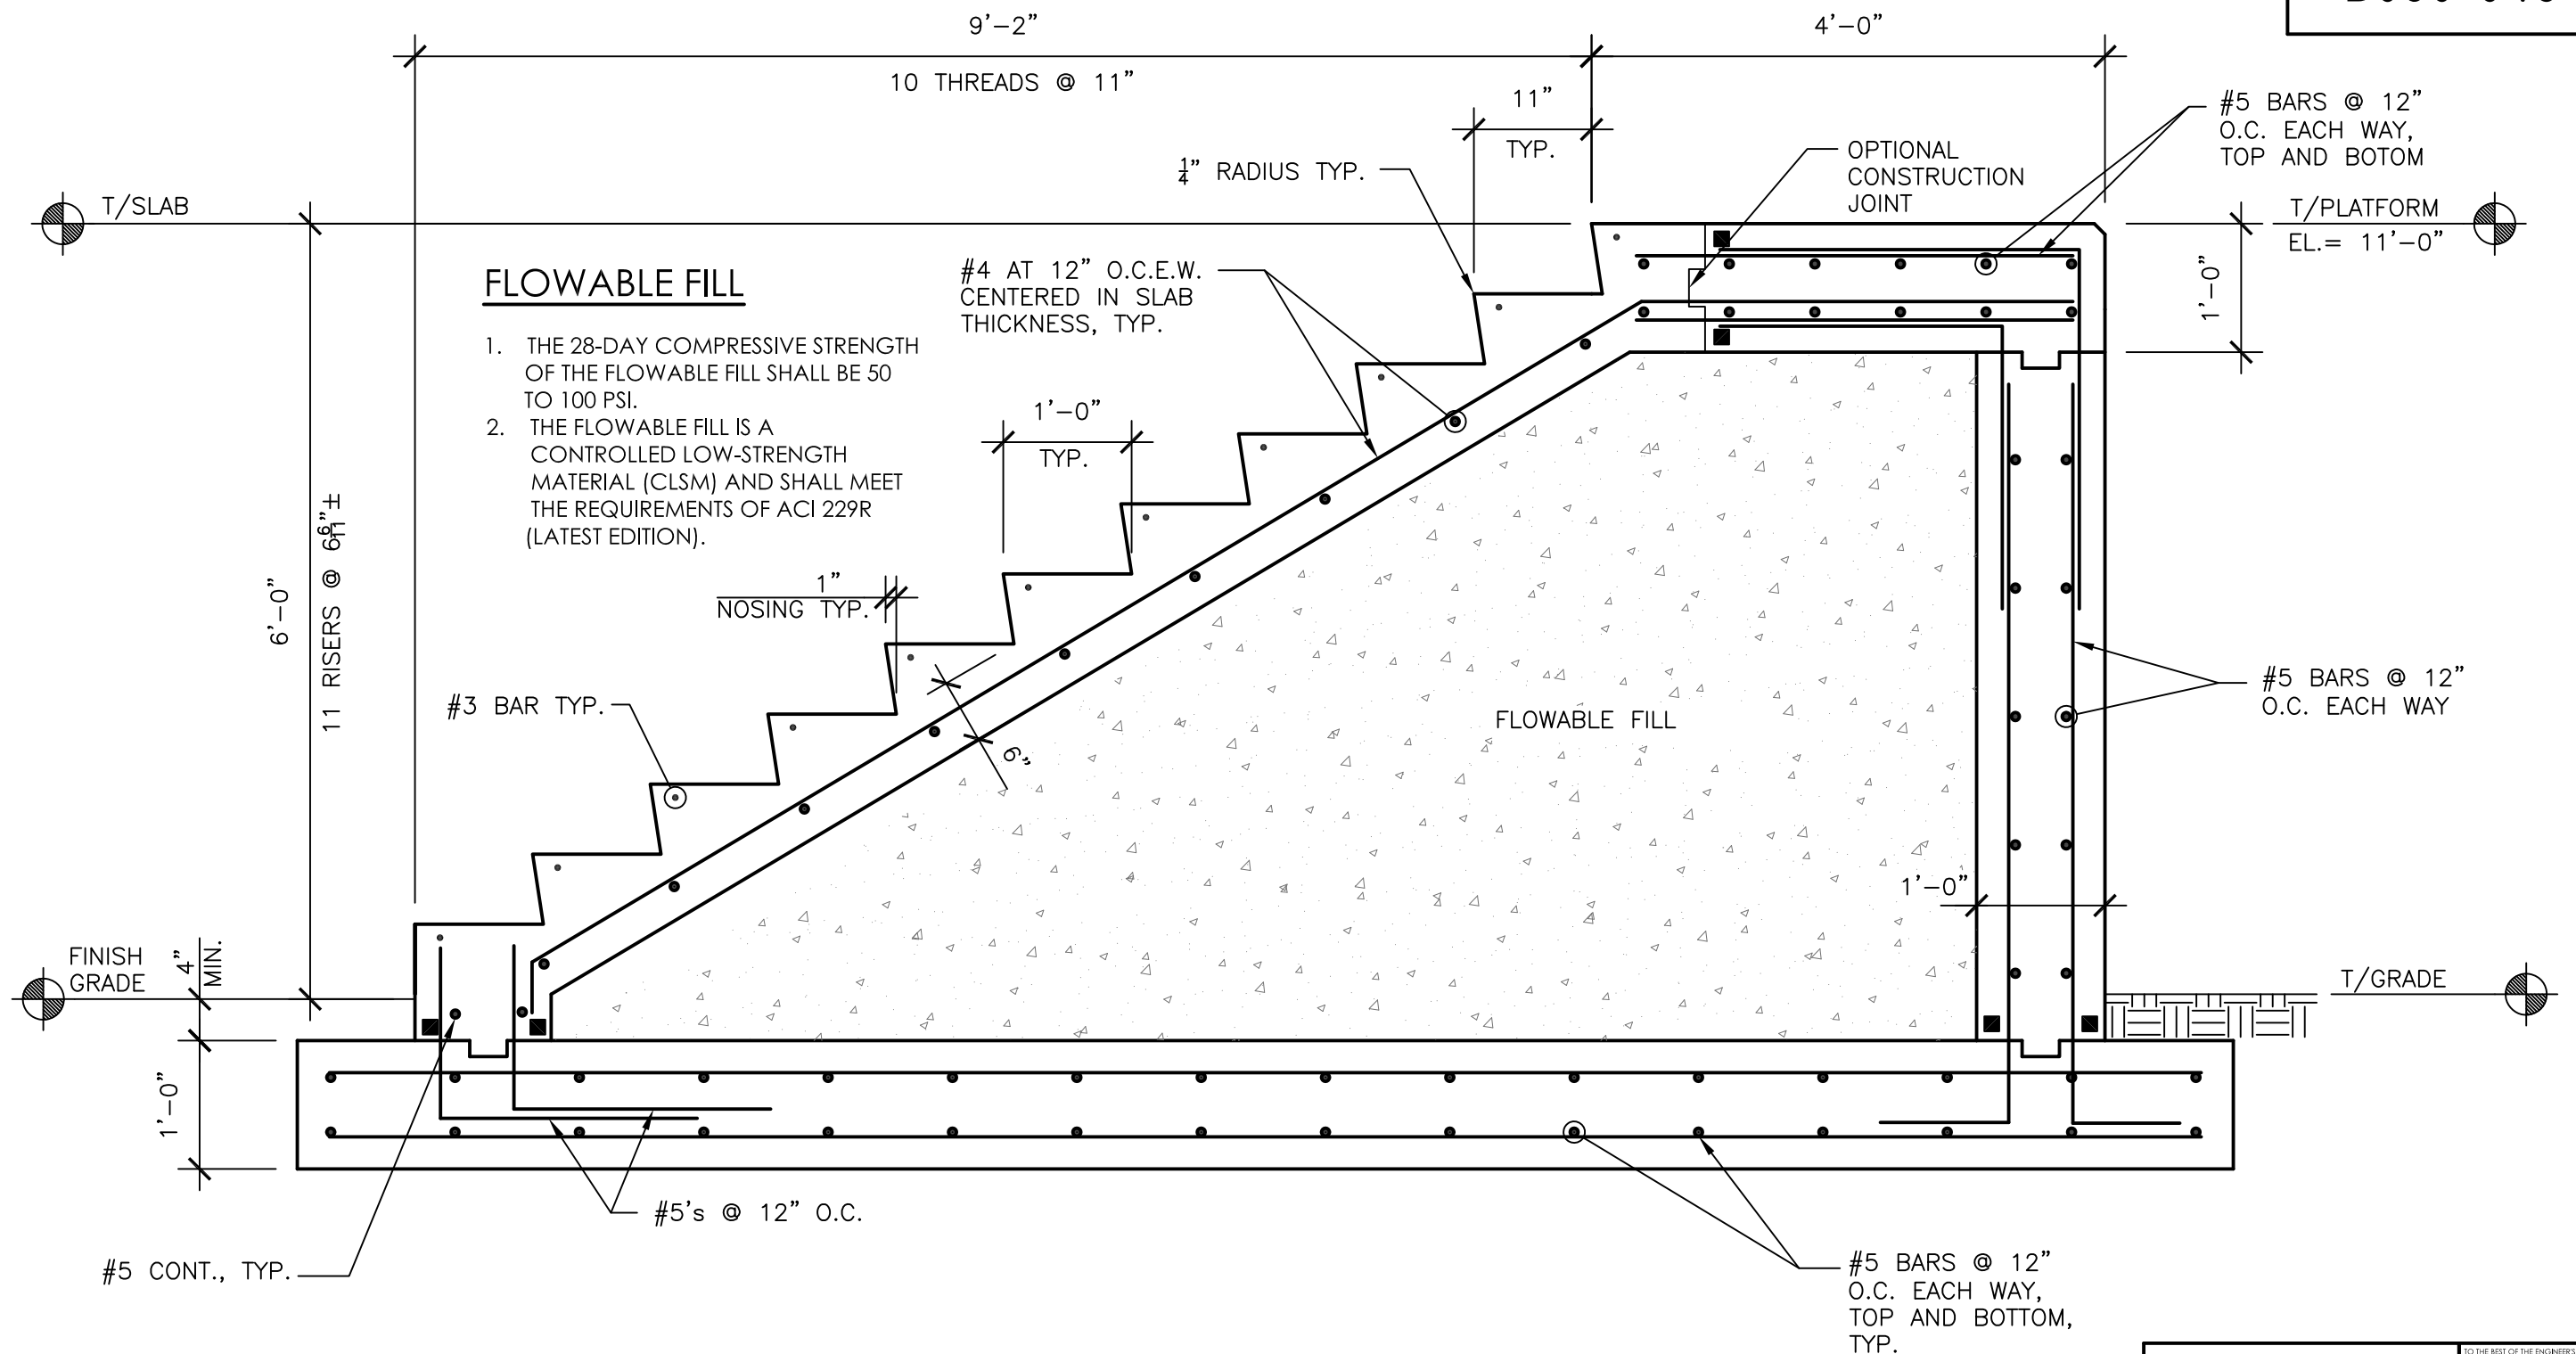 9'-2"
4'-0"
10 THREADS @ 11"
11"
TYP.
#5 BARS @ 12"
O.C. EACH WAY,
TOP AND BOTOM
OPTIONAL
CONSTRUCTION
JOINT
1/4" RADIUS TYP.
T/SLAB
T/PLATFORM
EL.= 11'-0"
1'-0"
FLOWABLE FILL
1. THE 28-DAY COMPRESSIVE STRENGTH
OF THE FLOWABLE FILL SHALL BE 50
TO 100 PSI.
2. THE FLOWABLE FILL IS A
CONTROLLED LOW-STRENGTH
MATERIAL (CLSM) AND SHALL MEET
THE REQUIREMENTS OF ACI 229R
(LATEST EDITION).
#4 AT 12" O.C.E.W.
CENTERED IN SLAB
THICKNESS, TYP.
1'-0"
TYP.
6'-0"
11 RISERS @ 6 6/11" ±
1"
NOSING TYP.
#3 BAR TYP.
6"
FLOWABLE FILL
#5 BARS @ 12"
O.C. EACH WAY
1'-0"
FINISH
GRADE
4"
MIN.
T/GRADE
1'-0"
#5's @ 12" O.C.
#5 CONT., TYP.
#5 BARS @ 12"
O.C. EACH WAY,
TOP AND BOTTOM,
TYP.
TO THE BEST OF THE ENGINEER'S